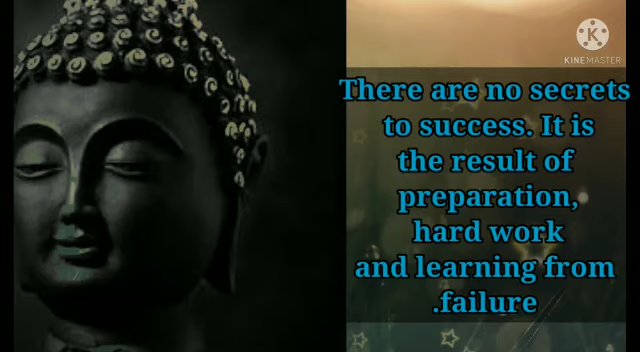 KINEMASTER
There are no secrets
to success. It is
the result of
preparation,
hard work
and learning from
.failure